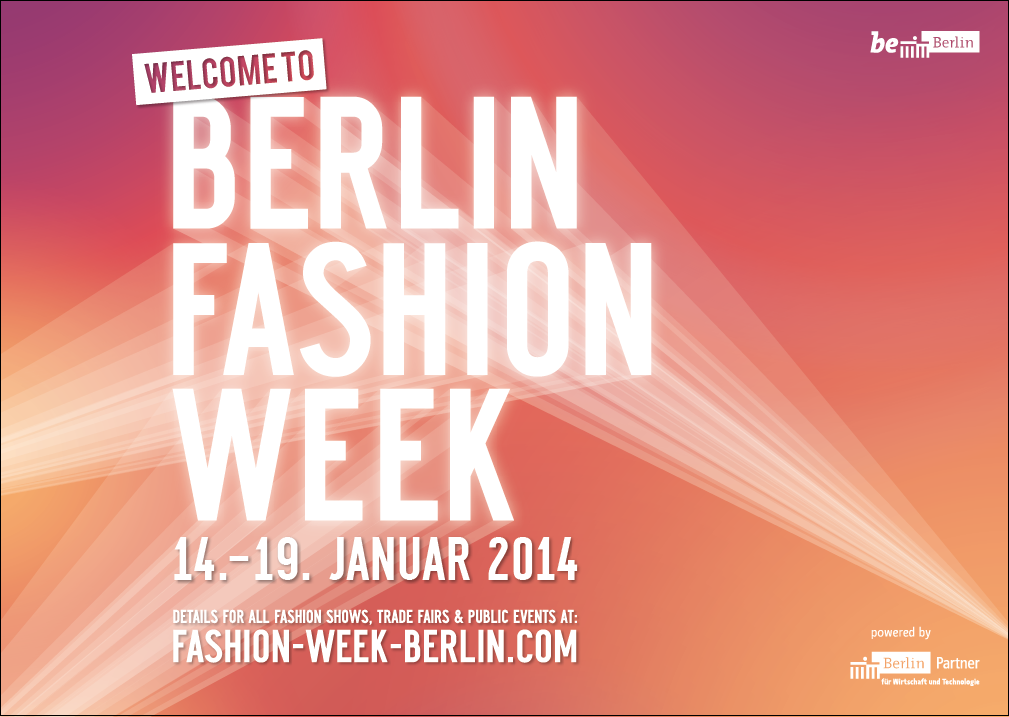 be Berlin
WELCOME TO
BERLIN
FASHION
WEEK
14.–19. JANUAR 2014
DETAILS FOR ALL FASHION SHOWS, TRADE FAIRS & PUBLIC EVENTS AT:
FASHION-WEEK-BERLIN.COM
powered by
Berlin Partner
für Wirtschaft und Technologie